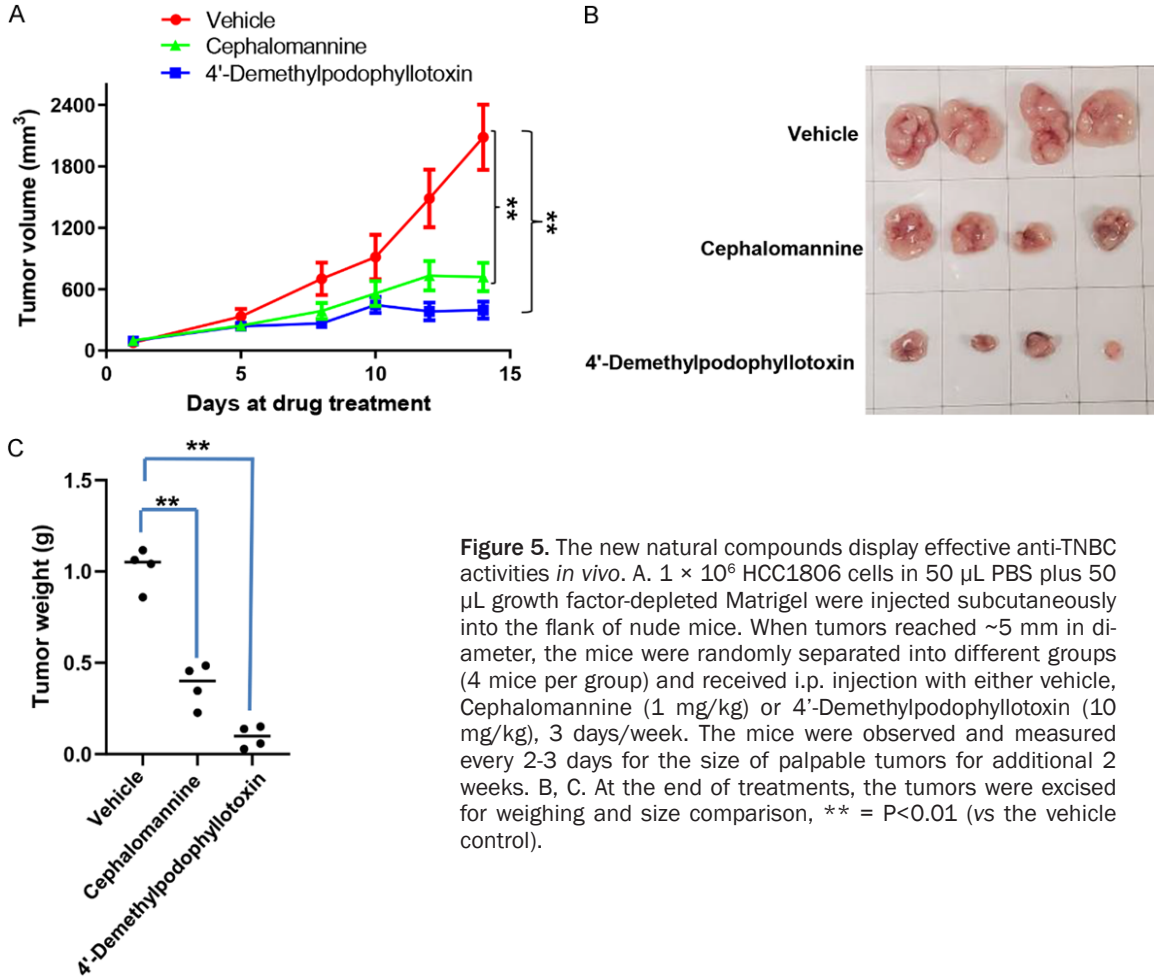 A
Vehicle
Cephalomannine
4'-Demethylpodophyllotoxin
Tumor volume (mm³)
2400
1800
1200
600
0
0
5
10
15
Days at drug treatment
**
**
B
Vehicle
Cephalomannine
4'-Demethylpodophyllotoxin
C
**
**
Tumor weight (g)
1.5
1.0
0.5
0.0
Vehicle
Cephalomannine
4'-Demethylpodophyllotoxin
Figure 5. The new natural compounds display effective anti-TNBC
activities in vivo. A. 1 × 10⁶ HCC1806 cells in 50 µL PBS plus 50
µL growth factor-depleted Matrigel were injected subcutaneously
into the flank of nude mice. When tumors reached ~5 mm in di-
ameter, the mice were randomly separated into different groups
(4 mice per group) and received i.p. injection with either vehicle,
Cephalomannine (1 mg/kg) or 4’-Demethylpodophyllotoxin (10
mg/kg), 3 days/week. The mice were observed and measured
every 2-3 days for the size of palpable tumors for additional 2
weeks. B, C. At the end of treatments, the tumors were excised
for weighing and size comparison, ** = P<0.01 (vs the vehicle
control).